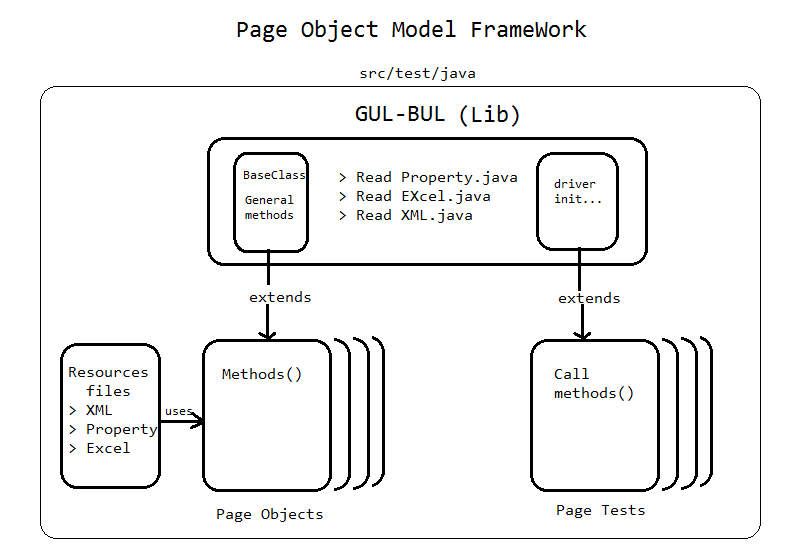 Page Object Model FrameWork
src/test/java
GUL-BUL (Lib)
BaseClass
General
methods
> Read Property.java
> Read EXcel.java
> Read XML.java
driver
init...
extends
extends
Resources
files
> XML
> Property
> Excel
uses
Methods()
Call
methods()
Page Objects
Page Tests